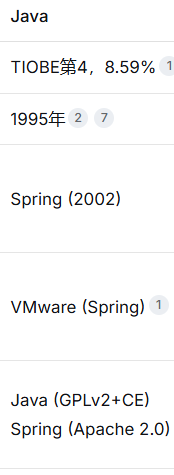 Java
TIOBE第4，8.59% 1
1995年 2 7
Spring (2002)
VMware (Spring) 1
Java (GPLv2+CE)
Spring (Apache 2.0)